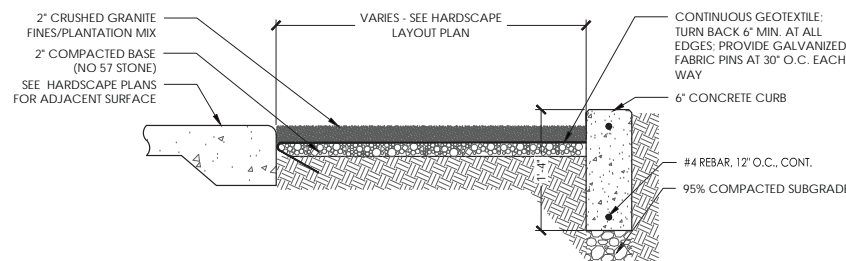 2" CRUSHED GRANITE
FINES/PLANTATION MIX
2" COMPACTED BASE
(NO 57 STONE)
SEE HARDSCAPE PLANS
FOR ADJACENT SURFACE
VARIES - SEE HARDSCAPE
LAYOUT PLAN
CONTINUOUS GEOTEXTILE;
TURN BACK 6" MIN. AT ALL
EDGES; PROVIDE GALVANIZED
FABRIC PINS AT 30" O.C. EACH
WAY
6" CONCRETE CURB
1'-4"
#4 REBAR, 12" O.C., CONT.
95% COMPACTED SUBGRADE